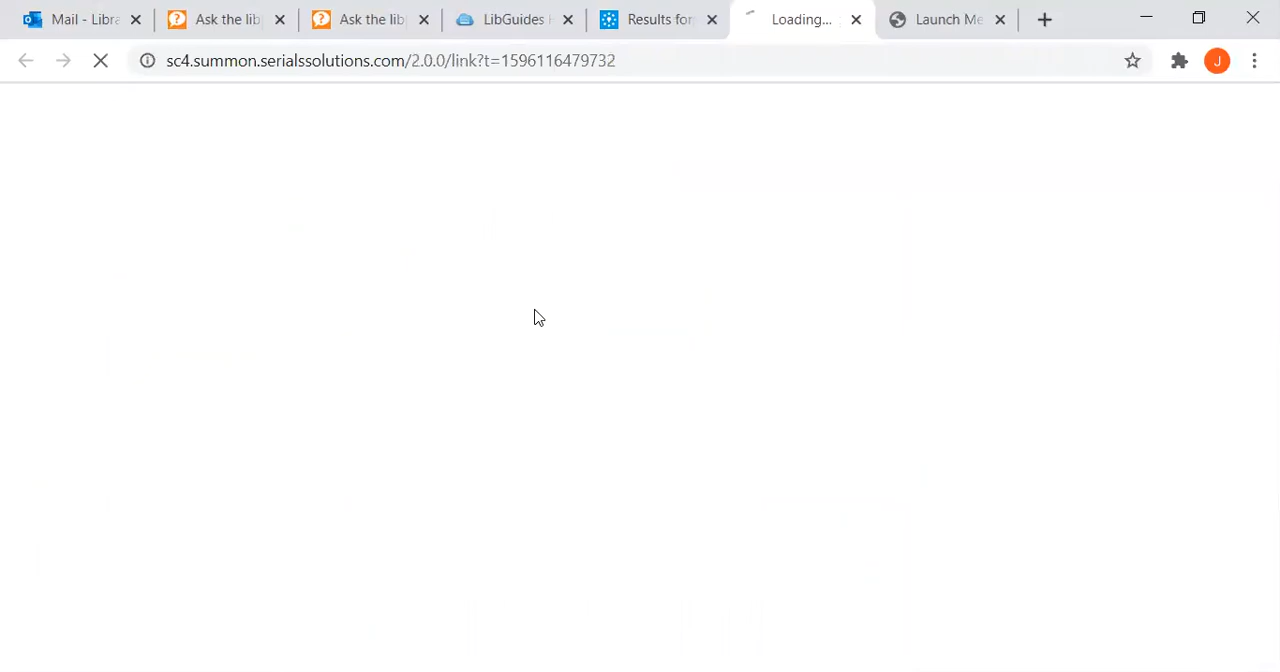 Mail - Libra
Ask the lib
Ask the lib
LibGuides
Results for
Loading...
Launch Me
sc4.summon.serialssolutions.com/2.0.0/link?t=1596116479732
J